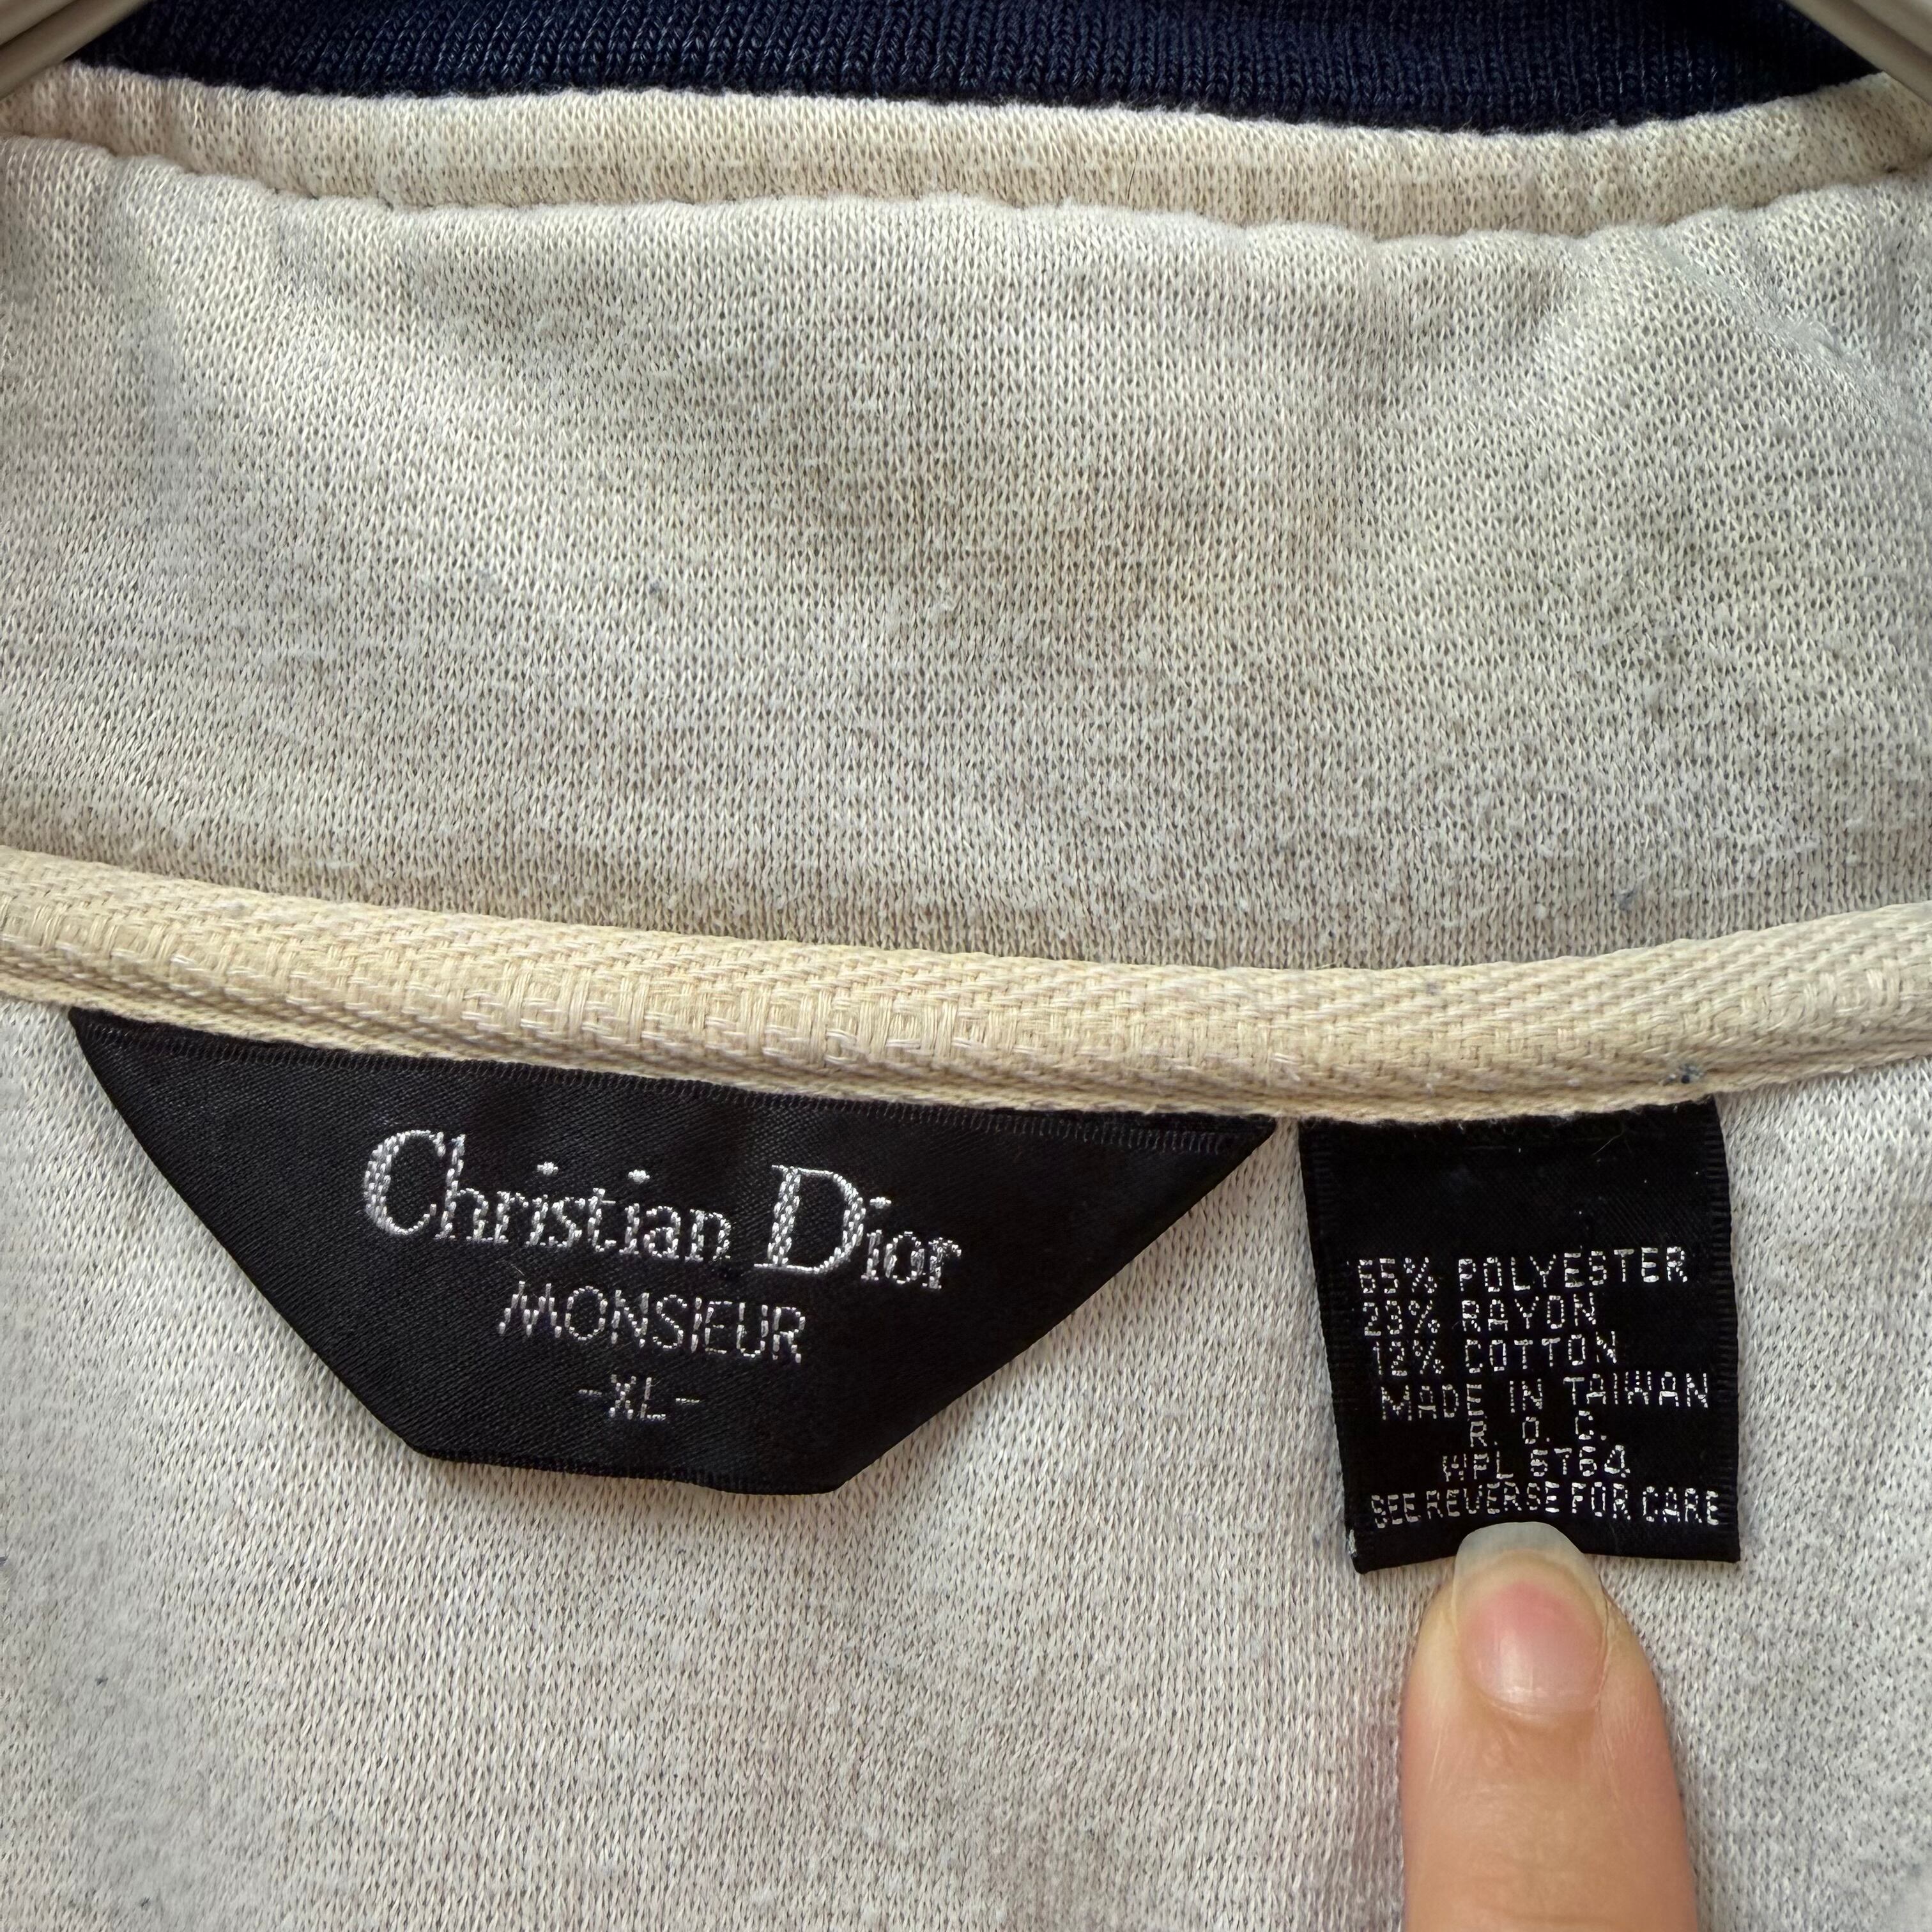 Christian Dior
MONSIEUR
-XL-
65% POLYESTER
23% RAYON
12% COTTON
MADE IN TAIWAN
R. O. C.
WPL 5764
SEE REVERSE FOR CARE